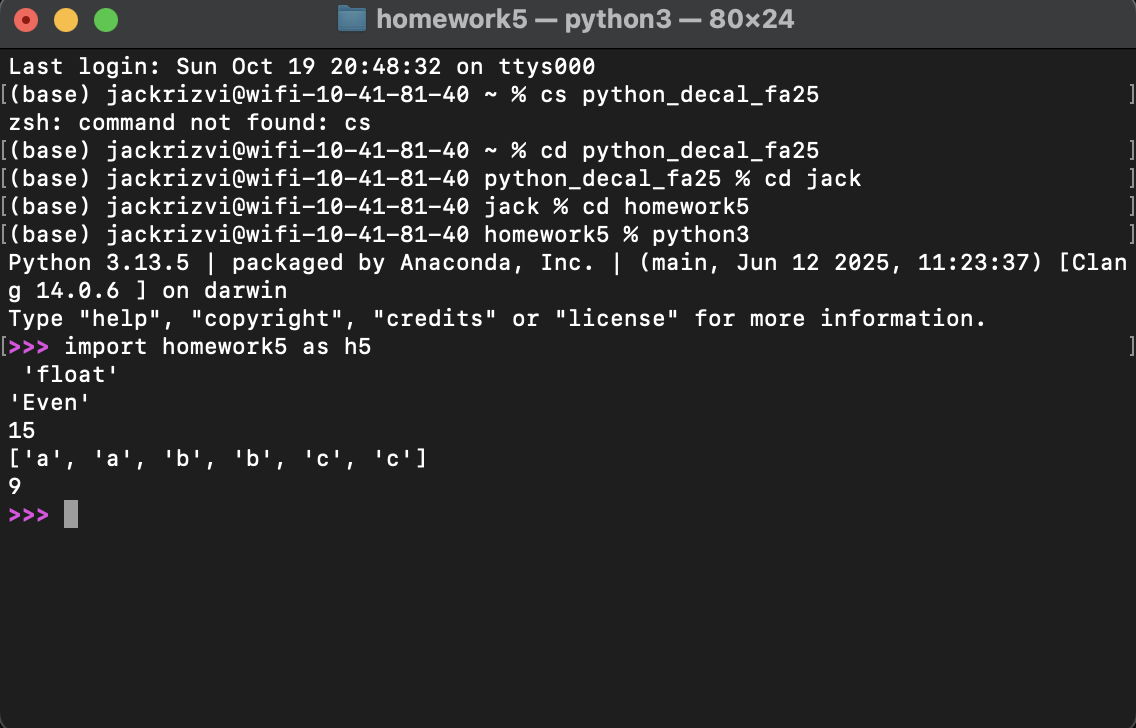 homework5 — python3 — 80×24
Last login: Sun Oct 19 20:48:32 on ttys000
[(base) jackrizvi@wifi-10-41-81-40 ~ % cs python_decal_fa25 ]
zsh: command not found: cs
[(base) jackrizvi@wifi-10-41-81-40 ~ % cd python_decal_fa25 ]
[(base) jackrizvi@wifi-10-41-81-40 python_decal_fa25 % cd jack ]
[(base) jackrizvi@wifi-10-41-81-40 jack % cd homework5 ]
[(base) jackrizvi@wifi-10-41-81-40 homework5 % python3 ]
Python 3.13.5 | packaged by Anaconda, Inc. | (main, Jun 12 2025, 11:23:37) [Clan
g 14.0.6 ] on darwin
Type "help", "copyright", "credits" or "license" for more information.
[>>> import homework5 as h5 ]
 'float'
'Even'
15
['a', 'a', 'b', 'b', 'c', 'c']
9
>>>